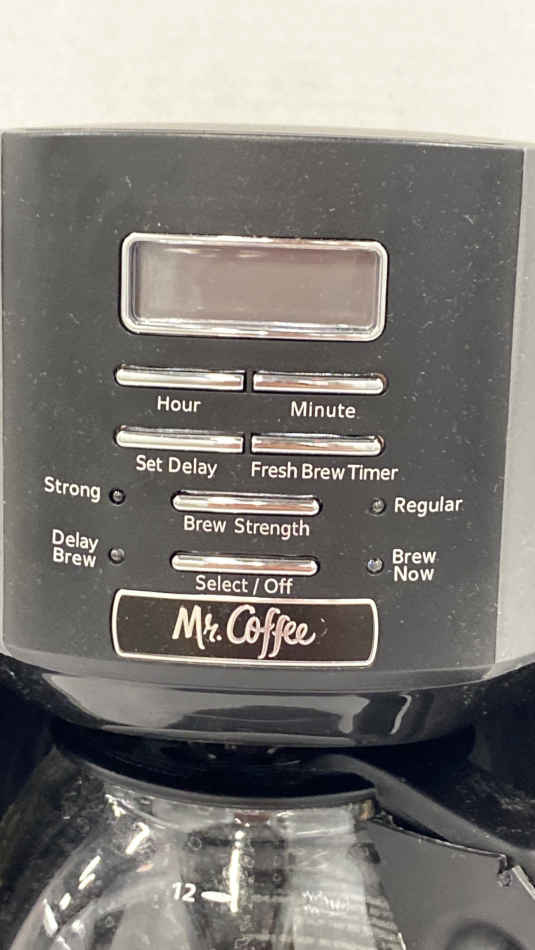 Hour Minute
Set Delay Fresh Brew Timer
Strong Regular
Brew Strength
Delay
Brew
Brew
Now
Select / Off
Mr. Coffee
12